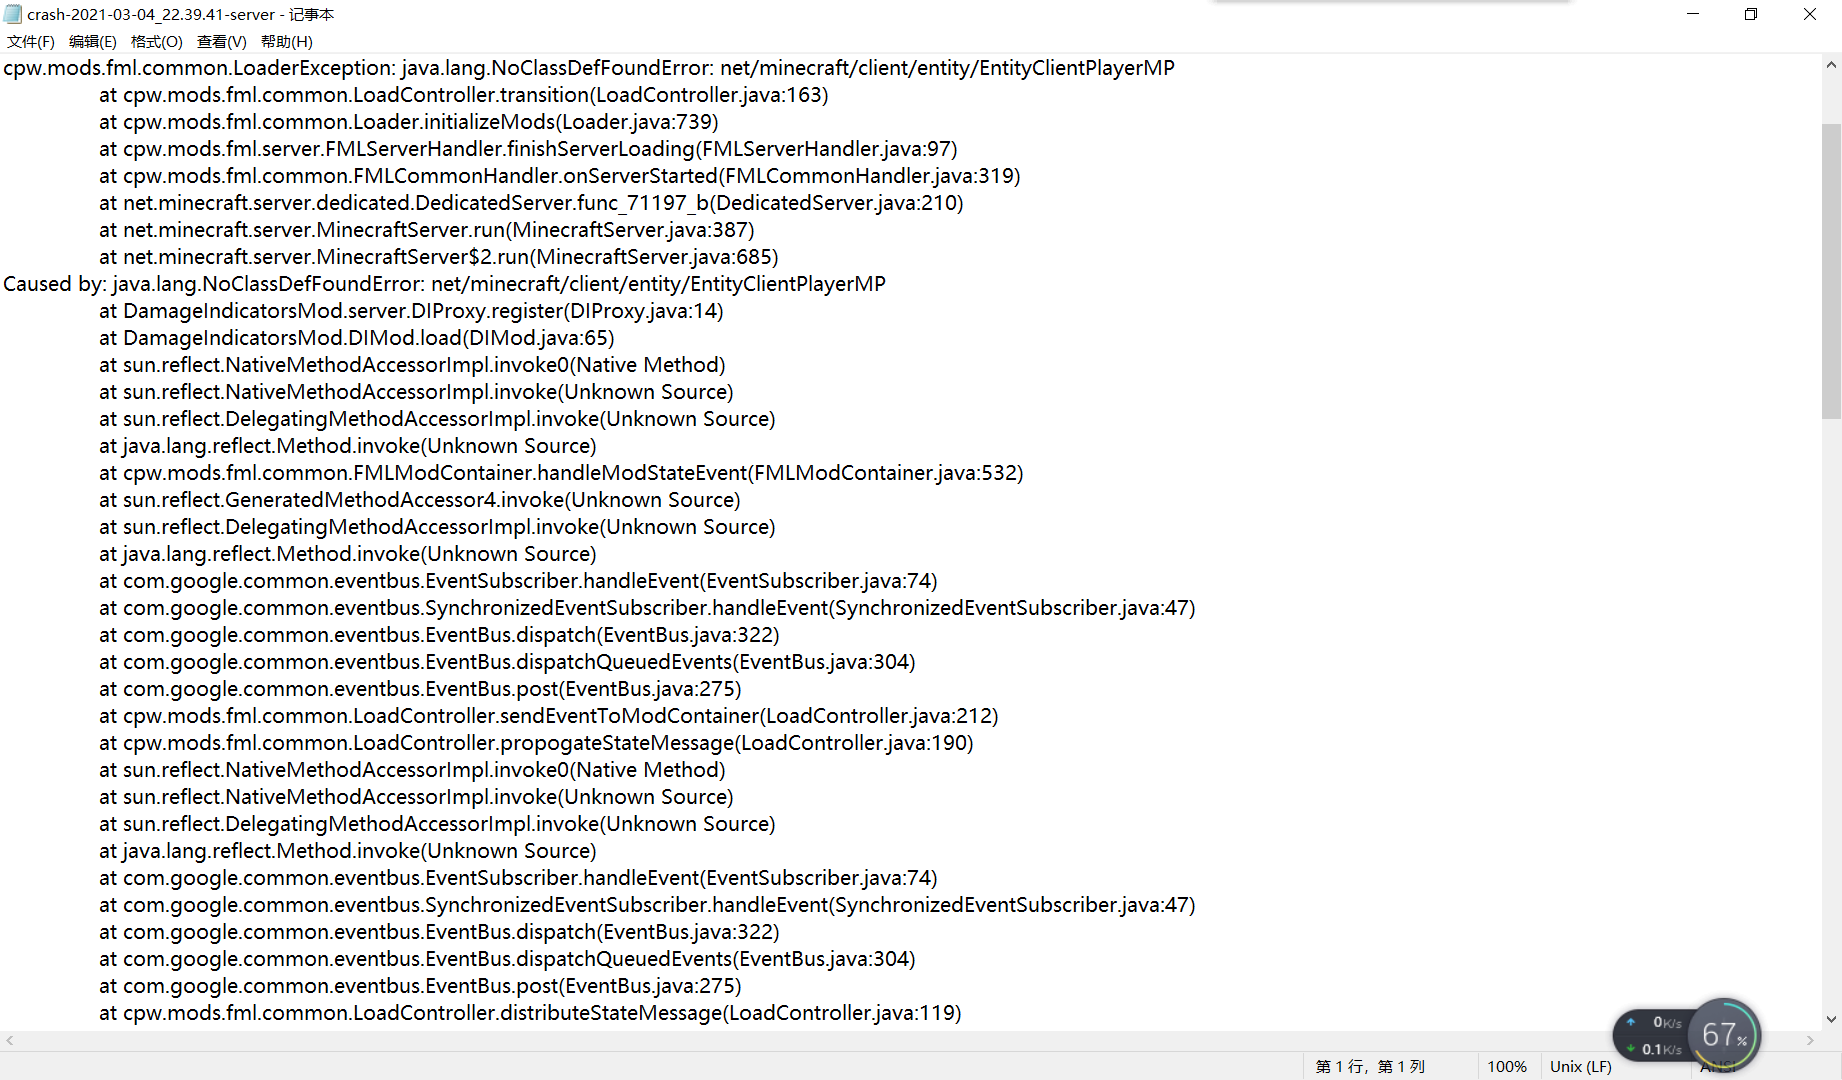 crash-2021-03-04_22.39.41-server - 记事本
文件(F) 编辑(E) 格式(O) 查看(V) 帮助(H)
cpw.mods.fml.common.LoaderException: java.lang.NoClassDefFoundError: net/minecraft/client/entity/EntityClientPlayerMP
at cpw.mods.fml.common.LoadController.transition(LoadController.java:163)
at cpw.mods.fml.common.Loader.initializeMods(Loader.java:739)
at cpw.mods.fml.server.FMLServerHandler.finishServerLoading(FMLServerHandler.java:97)
at cpw.mods.fml.common.FMLCommonHandler.onServerStarted(FMLCommonHandler.java:319)
at net.minecraft.server.dedicated.DedicatedServer.func_71197_b(DedicatedServer.java:210)
at net.minecraft.server.MinecraftServer.run(MinecraftServer.java:387)
at net.minecraft.server.MinecraftServer$2.run(MinecraftServer.java:685)
Caused by: java.lang.NoClassDefFoundError: net/minecraft/client/entity/EntityClientPlayerMP
at DamageIndicatorsMod.server.DIProxy.register(DIProxy.java:14)
at DamageIndicatorsMod.DIMod.load(DIMod.java:65)
at sun.reflect.NativeMethodAccessorImpl.invoke0(Native Method)
at sun.reflect.NativeMethodAccessorImpl.invoke(Unknown Source)
at sun.reflect.DelegatingMethodAccessorImpl.invoke(Unknown Source)
at java.lang.reflect.Method.invoke(Unknown Source)
at cpw.mods.fml.common.FMLModContainer.handleModStateEvent(FMLModContainer.java:532)
at sun.reflect.GeneratedMethodAccessor4.invoke(Unknown Source)
at sun.reflect.DelegatingMethodAccessorImpl.invoke(Unknown Source)
at java.lang.reflect.Method.invoke(Unknown Source)
at com.google.common.eventbus.EventSubscriber.handleEvent(EventSubscriber.java:74)
at com.google.common.eventbus.SynchronizedEventSubscriber.handleEvent(SynchronizedEventSubscriber.java:47)
at com.google.common.eventbus.EventBus.dispatch(EventBus.java:322)
at com.google.common.eventbus.EventBus.dispatchQueuedEvents(EventBus.java:304)
at com.google.common.eventbus.EventBus.post(EventBus.java:275)
at cpw.mods.fml.common.LoadController.sendEventToModContainer(LoadController.java:212)
at cpw.mods.fml.common.LoadController.propogateStateMessage(LoadController.java:190)
at sun.reflect.NativeMethodAccessorImpl.invoke0(Native Method)
at sun.reflect.NativeMethodAccessorImpl.invoke(Unknown Source)
at sun.reflect.DelegatingMethodAccessorImpl.invoke(Unknown Source)
at java.lang.reflect.Method.invoke(Unknown Source)
at com.google.common.eventbus.EventSubscriber.handleEvent(EventSubscriber.java:74)
at com.google.common.eventbus.SynchronizedEventSubscriber.handleEvent(SynchronizedEventSubscriber.java:47)
at com.google.common.eventbus.EventBus.dispatch(EventBus.java:322)
at com.google.common.eventbus.EventBus.dispatchQueuedEvents(EventBus.java:304)
at com.google.common.eventbus.EventBus.post(EventBus.java:275)
at cpw.mods.fml.common.LoadController.distributeStateMessage(LoadController.java:119)
0K/s
0.1K/s
67%
第 1 行，第 1 列 100% Unix (LF) ANSI